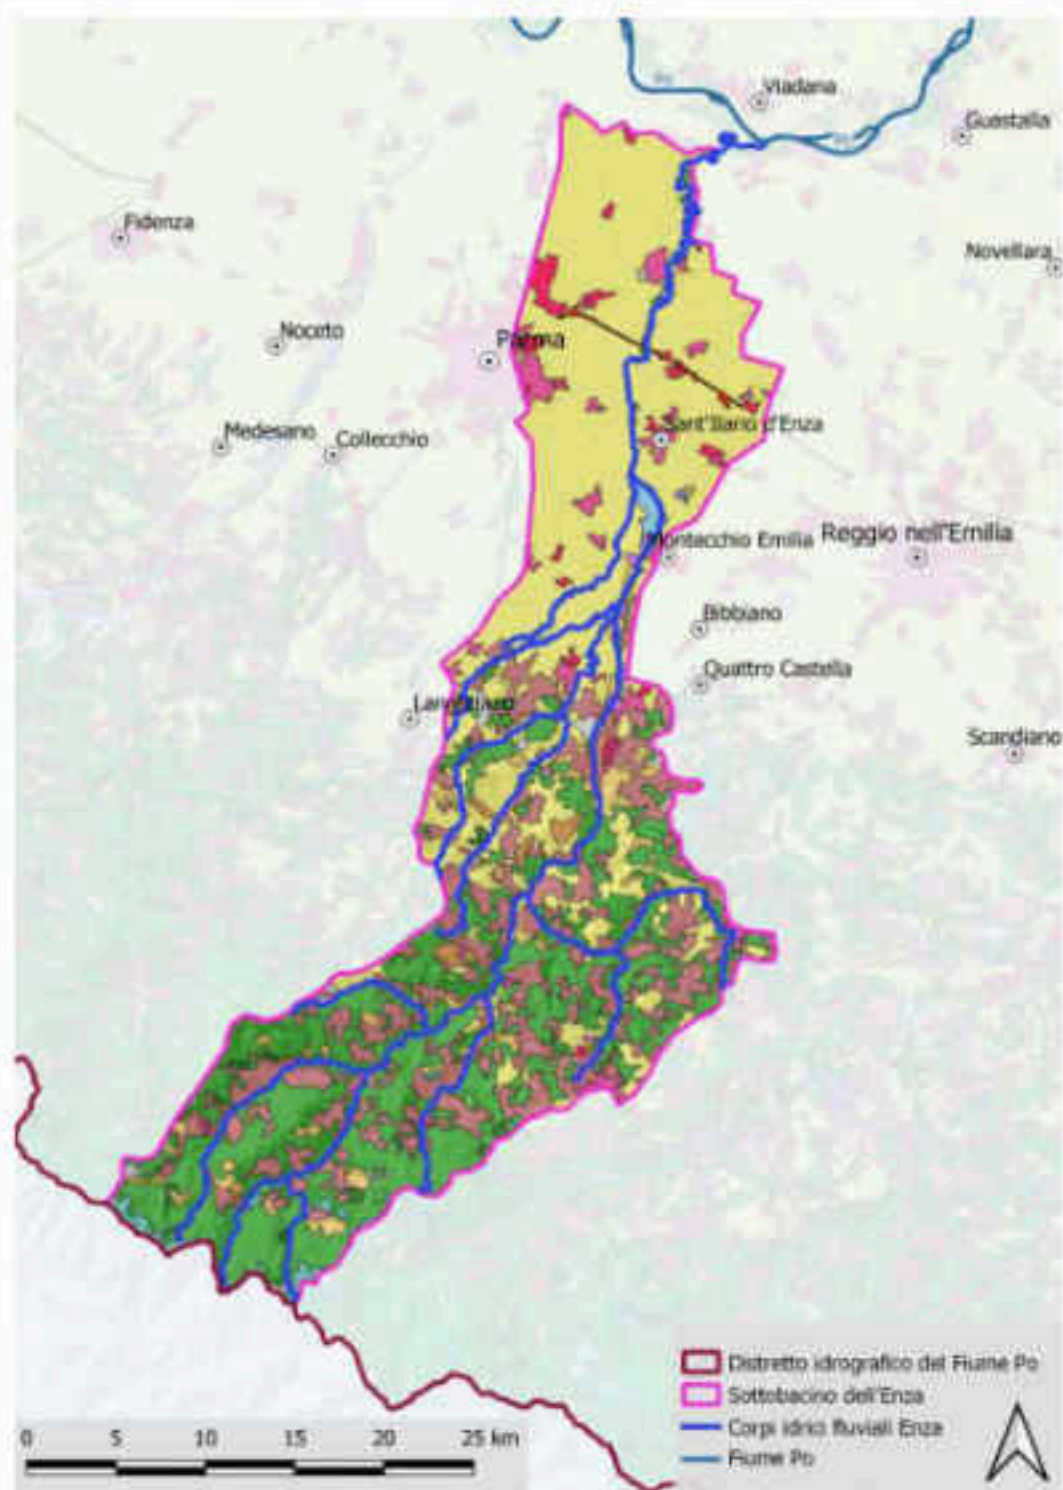 Viadana
Guastalla
Fidenza
Novellara
Noceto
Parma
Medesano
Collecchio
Sant'Ilario d'Enza
Montecchio Emilia
Reggio nell'Emilia
Bibbiano
Quattro Castella
Langhirano
Scandiano
Distretto idrografico del Fiume Po
Sottobacino dell'Enza
Corpi idrici fluviali Enza
Fiume Po
0 5 10 15 20 25 km